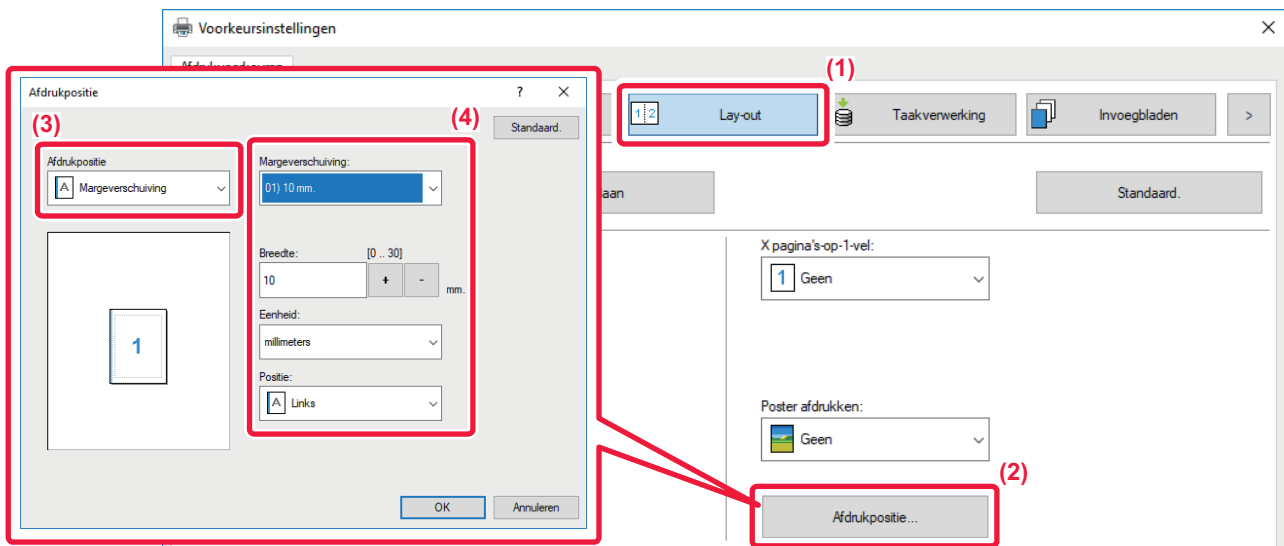 Voorkeursinstellingen
(1)
Afdrukpositie
?
(3)
(4)
Standaard.
1 2 Lay-out
Taakverwerking
Invoegbladen
>
Afdrukpositie
A Margeverschuiving
Margeverschuiving:
01) 10 mm.
aan
Standaard.
Breedte: [0 .. 30]
10 + - mm.
Eenheid:
millimeters
Positie:
A Links
1
X pagina's-op-1-vel:
1 Geen
Poster afdrukken:
Geen
(2)
OK
Annuleren
Afdrukpositie...